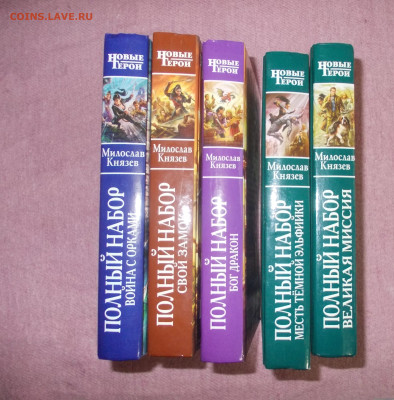 COINS.LAVE.RU
НОВЫЕ
ГЕРОИ
Милослав
Князев
ПОЛНЫЙ НАБОР
ВОЙНА С ОРКАМИ
НОВЫЕ
ГЕРОИ
Милослав
Князев
ПОЛНЫЙ НАБОР
СВОЙ ЗАМОК
НОВЫЕ
ГЕРОИ
Милослав
Князев
ПОЛНЫЙ НАБОР
БОГ ДРАКОН
НОВЫЕ
ГЕРОИ
Милослав
Князев
ПОЛНЫЙ НАБОР
МЕСТЬ ТЁМНОЙ ЭЛЬФИЙКИ
НОВЫЕ
ГЕРОИ
Милослав
Князев
ПОЛНЫЙ НАБОР
ВЕЛИКАЯ МИССИЯ